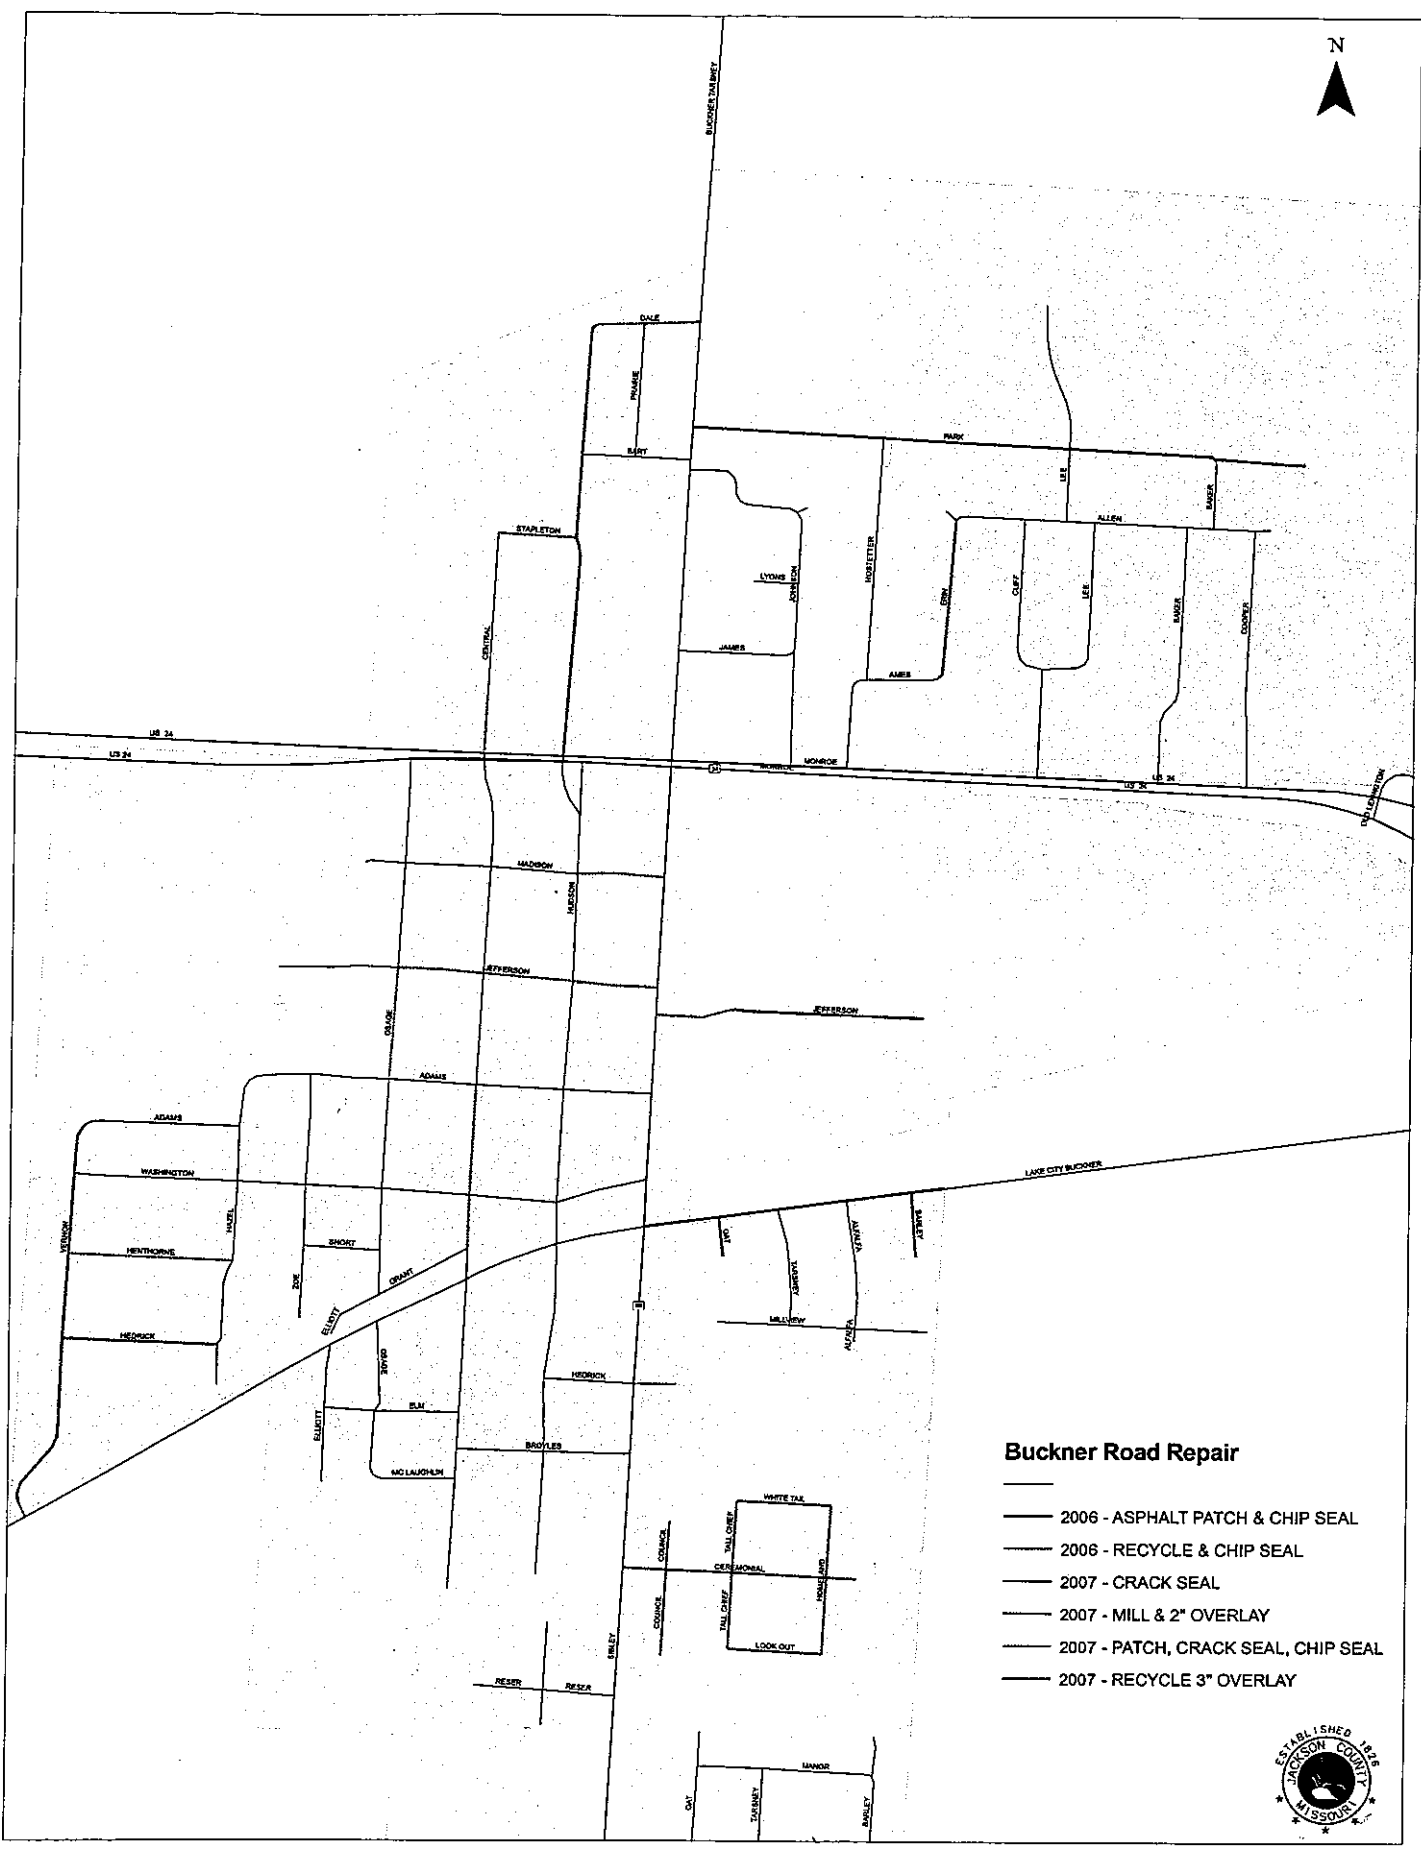 N
BUCKNER TARSNEY
DALE
PRAIRIE
BART
PARK
LEE
BAKER
STAPLETON
ALLEN
HOSTETTER
LYONS
JOHNSON
ERIN
CLIFF
LEE
BAKER
COOPER
CENTRAL
JAMES
AMES
US 24
US 24
MONROE
MONROE
24
US 24
US 24
OLD LEXINGTON
MADISON
HUDSON
JEFFERSON
OSAGE
JEFFERSON
ADAMS
ADAMS
WASHINGTON
LAKE CITY BUCKNER
VERNON
HAZEL
HENTHORNE
SHORT
ZOE
GRANT
ELLIOTT
OAT
TARSNEY
ALFALFA
BARLEY
MILLVIEW
ALFALFA
HEDRICK
OSAGE
HEDRICK
ELM
ELLIOTT
BROYLES
MC LAUGHLIN
WHITE TAIL
COUNCIL
TALL CHIEF
CEREMONIAL
HOMELAND
COUNCIL
TALL CHIEF
LOOK OUT
SIBLEY
RESER
RESER
MANOR
OAT
TARSNEY
BARLEY
Buckner Road Repair
2006 - ASPHALT PATCH & CHIP SEAL
2006 - RECYCLE & CHIP SEAL
2007 - CRACK SEAL
2007 - MILL & 2" OVERLAY
2007 - PATCH, CRACK SEAL, CHIP SEAL
2007 - RECYCLE 3" OVERLAY
ESTABLISHED 1826
JACKSON COUNTY
MISSOURI